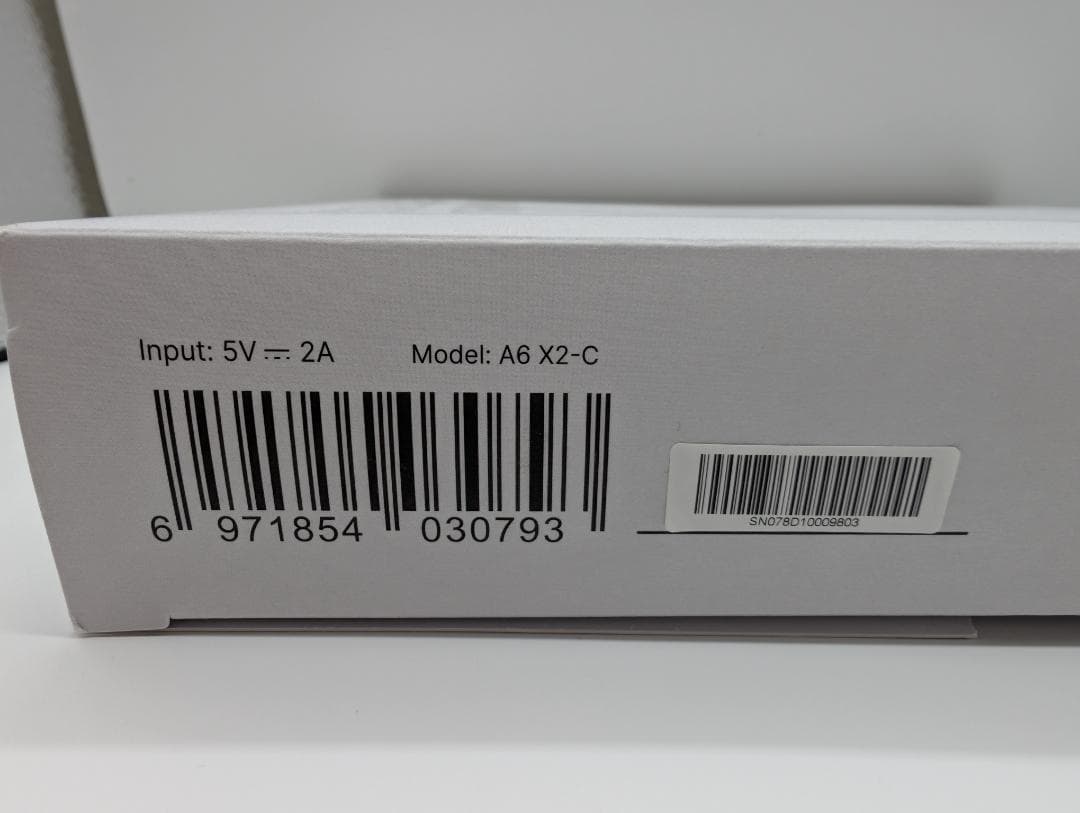 Input: 5V ⎓ 2A
Model: A6 X2-C
6 971854 030793
SN078D10009803